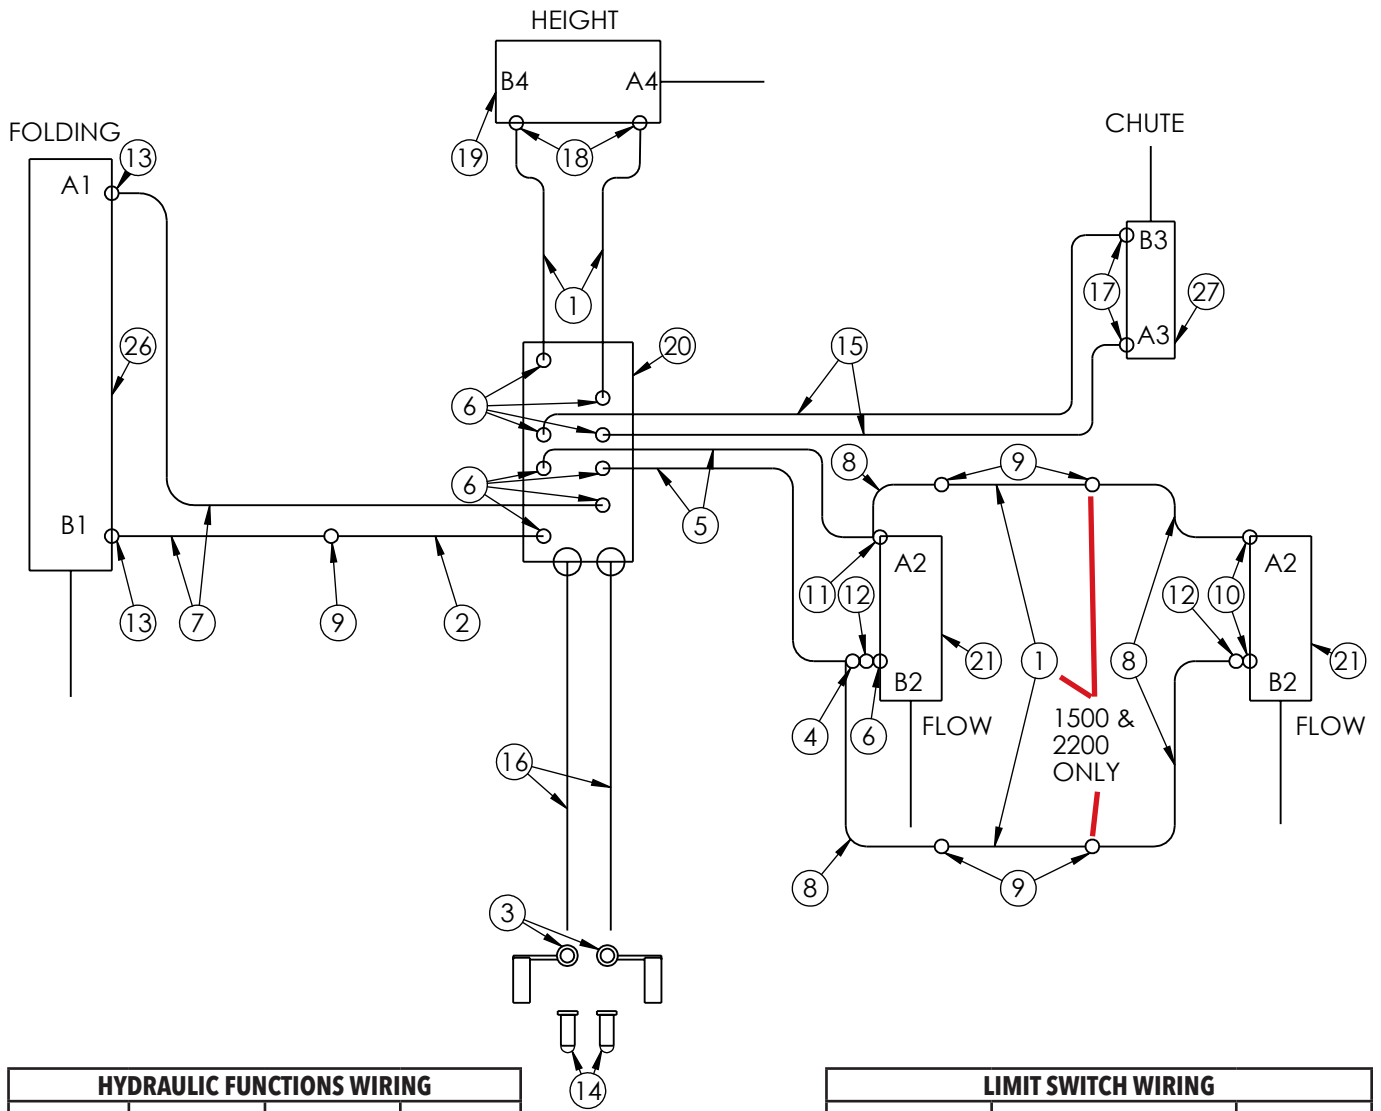 HEIGHT
B4 A4
19 18
FOLDING
13
A1
CHUTE
B3
17 27
A3
1
26
20
15
6
8 9
6
5
B1
13 7 9 2
A2 A2
11 12 12 10
21 1 8 21
B2 B2
4 6
FLOW FLOW
1500 &
2200
ONLY
16
8 9
3
14
HYDRAULIC FUNCTIONS WIRING
LIMIT SWITCH WIRING